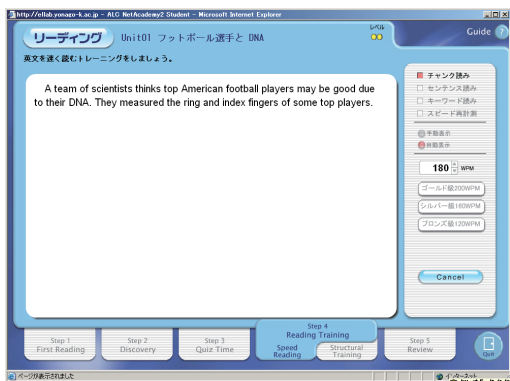 http://ellab.yonago-k.ac.jp - ALC NetAcademy2 Student - Microsoft Internet Explorer
リーディング Unit01 フットボール選手と DNA
レベル
Guide ?
英文を速く読むトレーニングをしましょう。
A team of scientists thinks top American football players may be good due
to their DNA. They measured the ring and index fingers of some top players.
チャンク読み
センテンス読み
キーワード読み
スピード再計測
手動表示
自動表示
180 WPM
ゴールド級200WPM
シルバー級160WPM
ブロンズ級120WPM
Cancel
Step 1
First Reading
Step 2
Discovery
Step 3
Quiz Time
Step 4
Reading Training
Speed Reading
Structural Training
Step 5
Review
Quit
ページが表示されました
インターネット